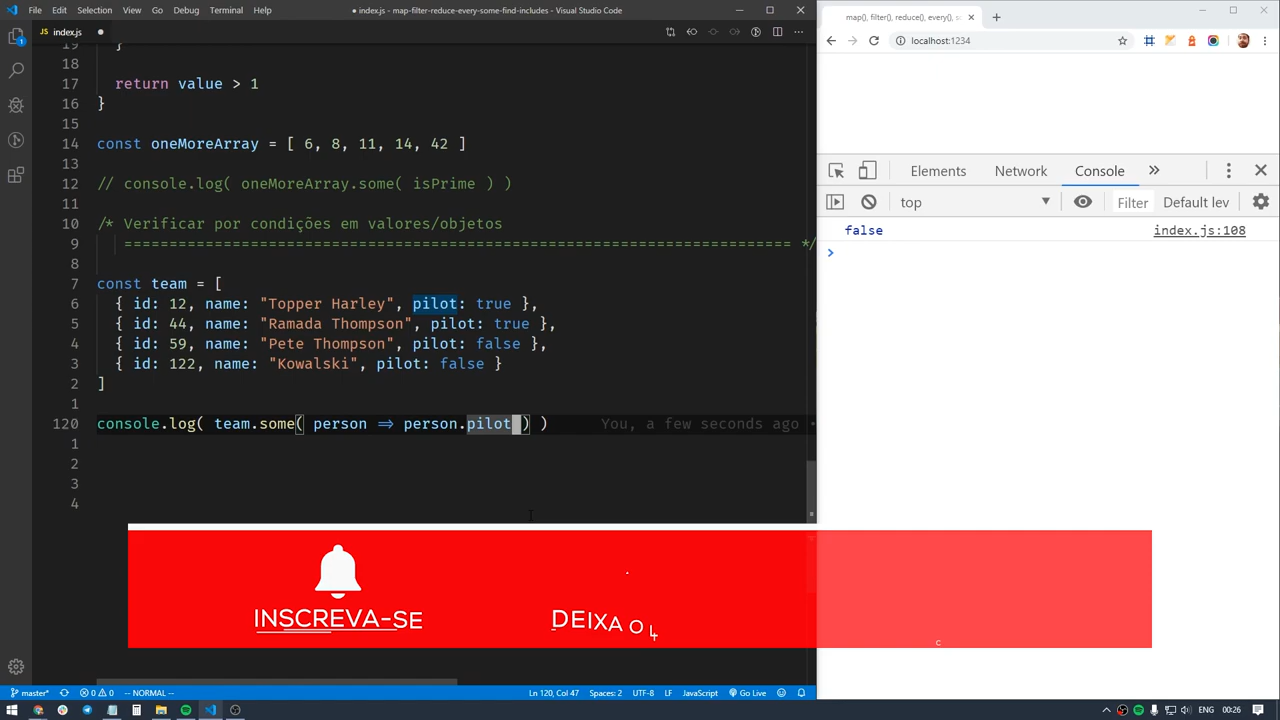 File Edit Selection View Go Debug Terminal Help
● index.js - map-filter-reduce-every-some-find-includes - Visual Studio Code
JS index.js ●
19 }
18
17 return value > 1
16 }
15
14 const oneMoreArray = [ 6, 8, 11, 14, 42 ]
13
12 // console.log( oneMoreArray.some( isPrime ) )
11
10 /* Verificar por condições em valores/objetos
9 ========================================================================== */
8
7 const team = [
6 { id: 12, name: "Topper Harley", pilot: true },
5 { id: 44, name: "Ramada Thompson", pilot: true },
4 { id: 59, name: "Pete Thompson", pilot: false },
3 { id: 122, name: "Kowalski", pilot: false }
2 ]
1
120 console.log( team.some( person => person.pilot ) ) You, a few seconds ago •
1
2
3
4
map(), filter(), reduce(), every(), so
localhost:1234
Elements Network Console »
top Filter Default lev
false index.js:108
INSCREVA-SE
DEIXA O L
C
master* 0 0 -- NORMAL --
Ln 120, Col 47 Spaces: 2 UTF-8 LF JavaScript Go Live
ENG 00:26